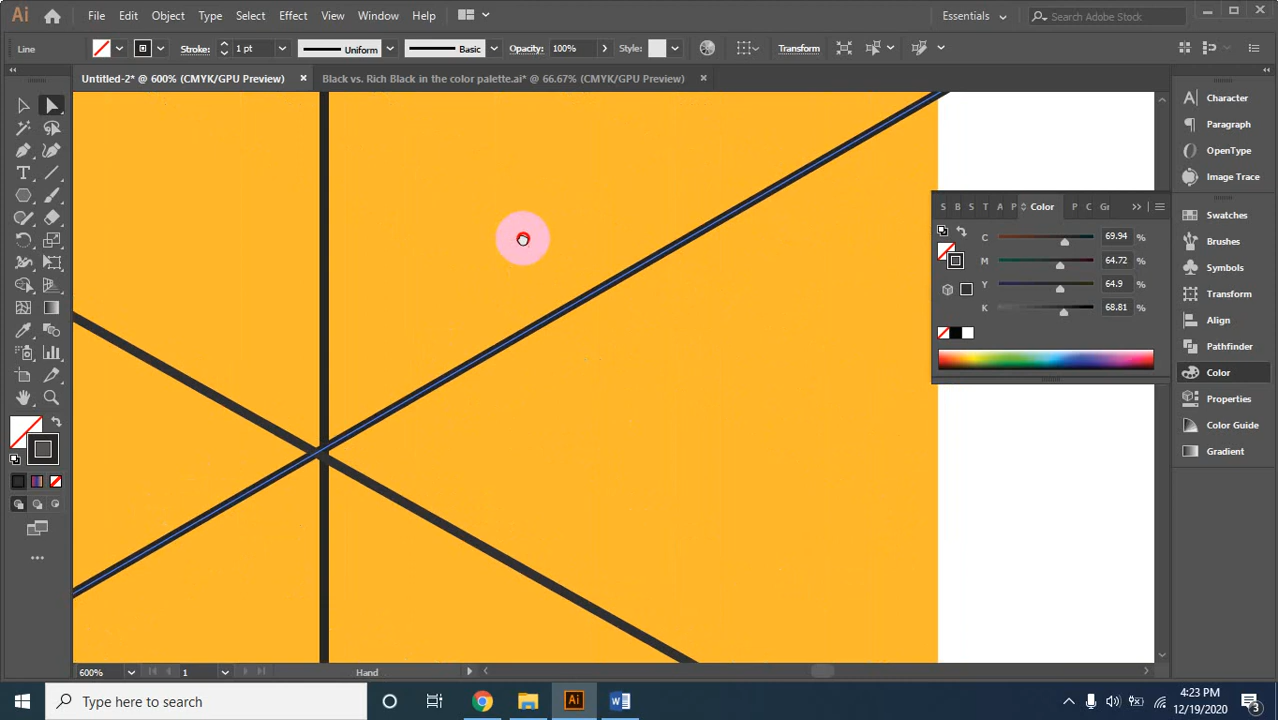 Ai File Edit Object Type Select Effect View Window Help Essentials Search Adobe Stock
Line Stroke: 1 pt Uniform Basic Opacity: 100% Style: Transform
Untitled-2* @ 600% (CMYK/GPU Preview) × Black vs. Rich Black in the color palette.ai* @ 66.67% (CMYK/GPU Preview) ×
Character
Paragraph
OpenType
Image Trace
S B S T A P Color P C Gr
C 69.94 %
M 64.72 %
Y 64.9 %
K 68.81 %
Swatches
Brushes
Symbols
Transform
Align
Pathfinder
Color
Properties
Color Guide
Gradient
600% 1 Hand
Type here to search
Ai
W
4:23 PM
12/19/2020
3